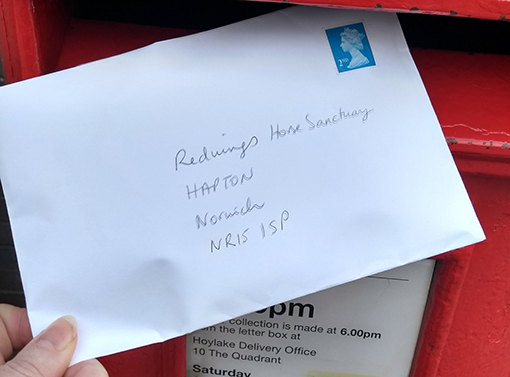 2ND
Redwings Horse Sanctuary
HAPTON
Norwich
NR15 1SP
pm
collection is made at 6.00pm
the letter box at
Hoylake Delivery Office
10 The Quadrant
Saturday